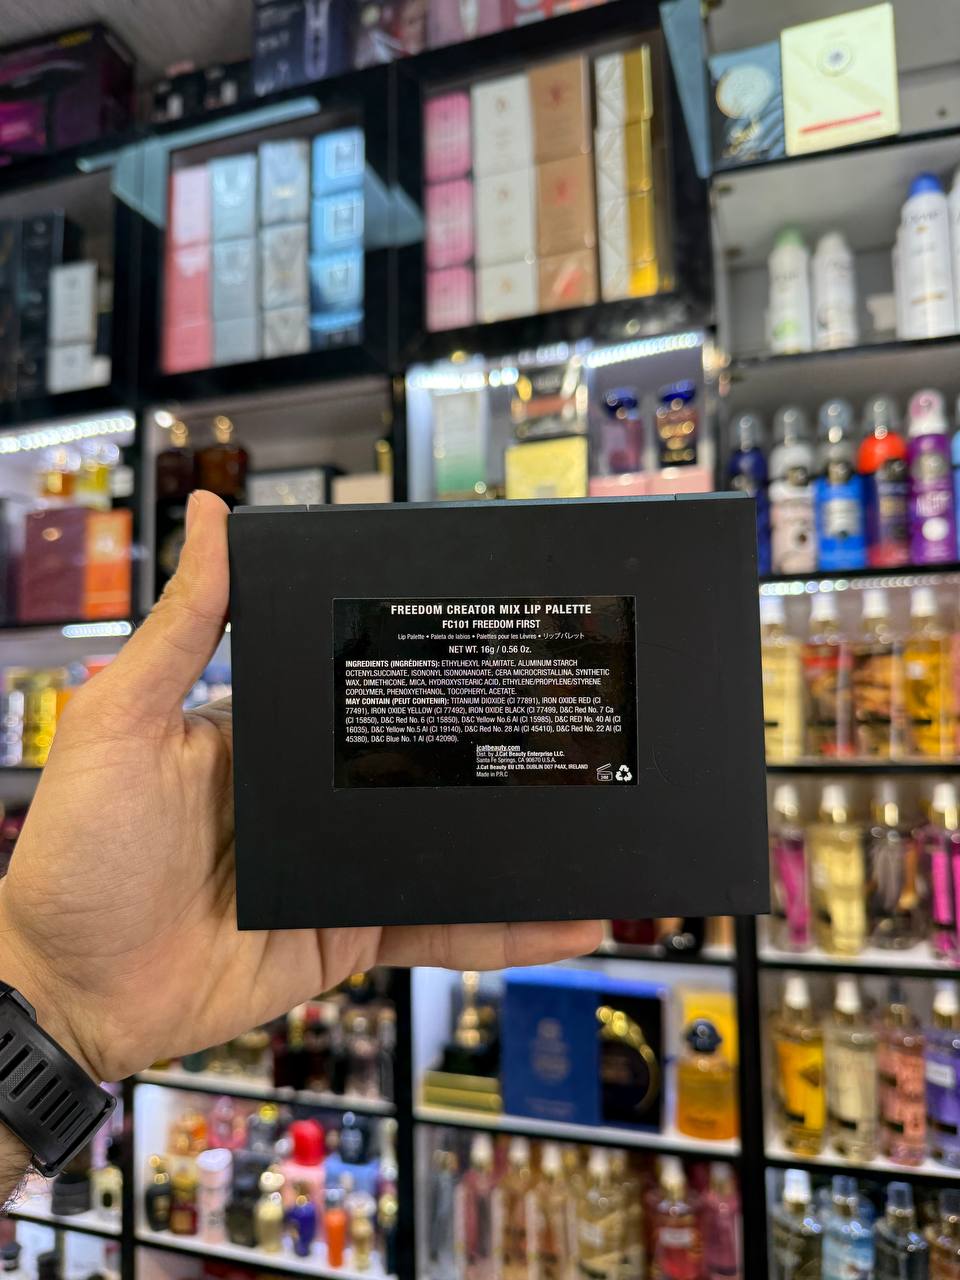 FREEDOM CREATOR MIX LIP PALETTE
FC101 FREEDOM FIRST
Lip Palette • Paleta de labios • Palettes pour les Lèvres • リップパレット
NET WT. 16g / 0.56 Oz.
INGREDIENTS (INGRÉDIENTS): ETHYLHEXYL PALMITATE, ALUMINUM STARCH
OCTENYLSUCCINATE, ISONONYL ISONONANOATE, CERA MICROCRISTALLINA, SYNTHETIC
WAX, DIMETHICONE, MICA, HYDROXYSTEARIC ACID, ETHYLENE/PROPYLENE/STYRENE
COPOLYMER, PHENOXYETHANOL, TOCOPHERYL ACETATE.
MAY CONTAIN (PEUT CONTENIR): TITANIUM DIOXIDE (CI 77891), IRON OXIDE RED (CI
77491), IRON OXIDE YELLOW (CI 77492), IRON OXIDE BLACK (CI 77499, D&C Red No. 7 Ca
(CI 15850), D&C Red No. 6 (CI 15850), D&C Yellow No.6 Al (CI 15985), D&C RED No. 40 Al (CI
16035), D&C Yellow No.5 Al (CI 19140), D&C Red No. 28 Al (CI 45410), D&C Red No. 22 Al (CI
45380), D&C Blue No. 1 Al (CI 42090).
jcatbeauty.com
Dist. by J.Cat Beauty Enterprise LLC.
Santa Fe Springs, CA 90670 U.S.A.
J.Cat Beauty EU LTD. DUBLIN D07 P4AX, IRELAND
Made in P.R.C
24M